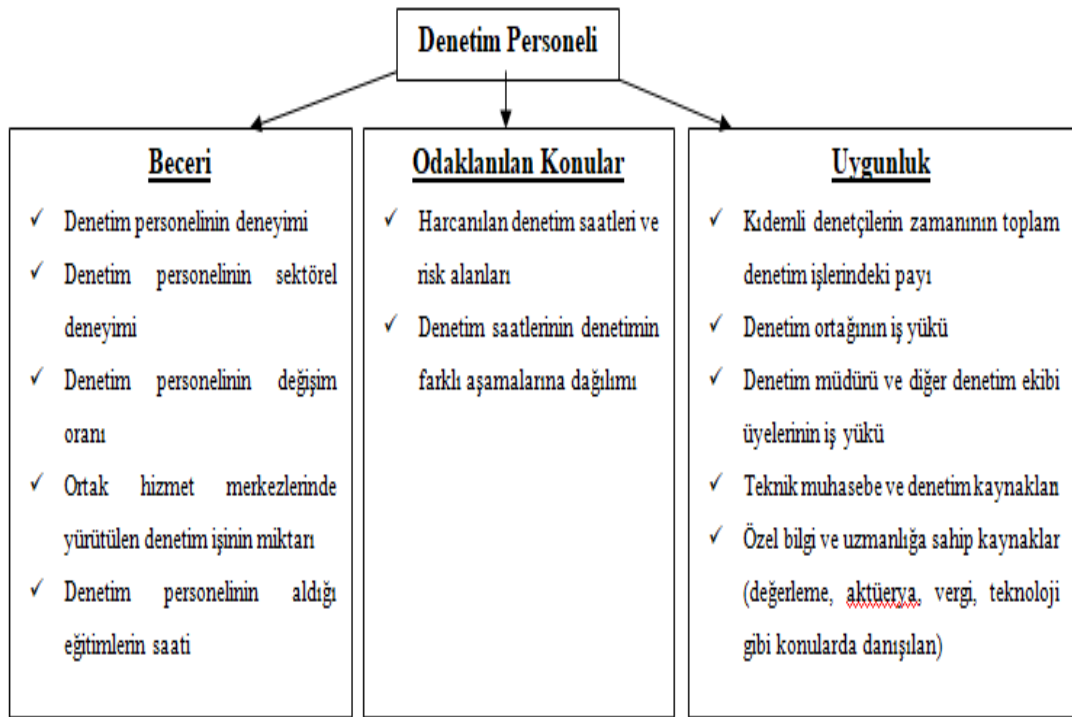 Denetim Personeli
Beceri
✓ Denetim personelinin deneyimi
✓ Denetim personelinin sektörel
deneyimi
✓ Denetim personelinin değişim
oranı
✓ Ortak hizmet merkezlerinde
yürütülen denetim işinin miktarı
✓ Denetim personelinin aldığı
eğitimlerin saati
Odaklanılan Konular
✓ Harcanılan denetim saatleri ve
risk alanları
✓ Denetim saatlerinin denetimin
farklı aşamalarına dağılımı
Uygunluk
✓ Kıdemli denetçilerin zamanının toplam
denetim işlerindeki payı
✓ Denetim ortağının iş yükü
✓ Denetim müdürü ve diğer denetim ekibi
üyelerinin iş yükü
✓ Teknik muhasebe ve denetim kaynakları
✓ Özel bilgi ve uzmanlığa sahip kaynaklar
(değerleme, aktüerya, vergi, teknoloji
gibi konularda danışılan)